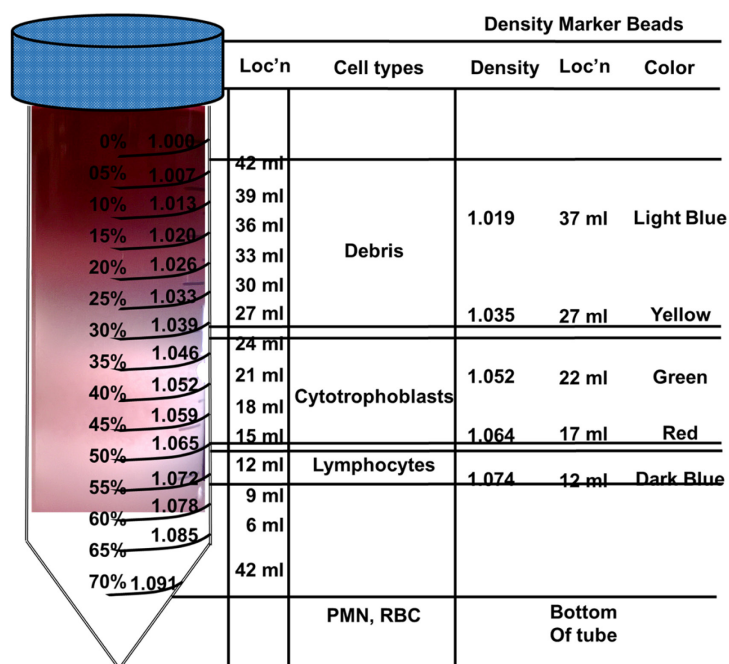 Density Marker Beads
Loc'n Cell types Density Loc'n Color
0% 1.000
42 ml
05% 1.007
39 ml
10% 1.013
36 ml 1.019 37 ml Light Blue
15% 1.020
33 ml Debris
20% 1.026
30 ml
25% 1.033
27 ml 1.035 27 ml Yellow
30% 1.039
24 ml
35% 1.046
21 ml 1.052 22 ml Green
40% 1.052
Cytotrophoblasts
18 ml
45% 1.059
15 ml 1.064 17 ml Red
50% 1.065
12 ml Lymphocytes
55% 1.072 1.074 12 ml Dark Blue
9 ml
60% 1.078
6 ml
65% 1.085
42 ml
70% 1.091
PMN, RBC Bottom
Of tube